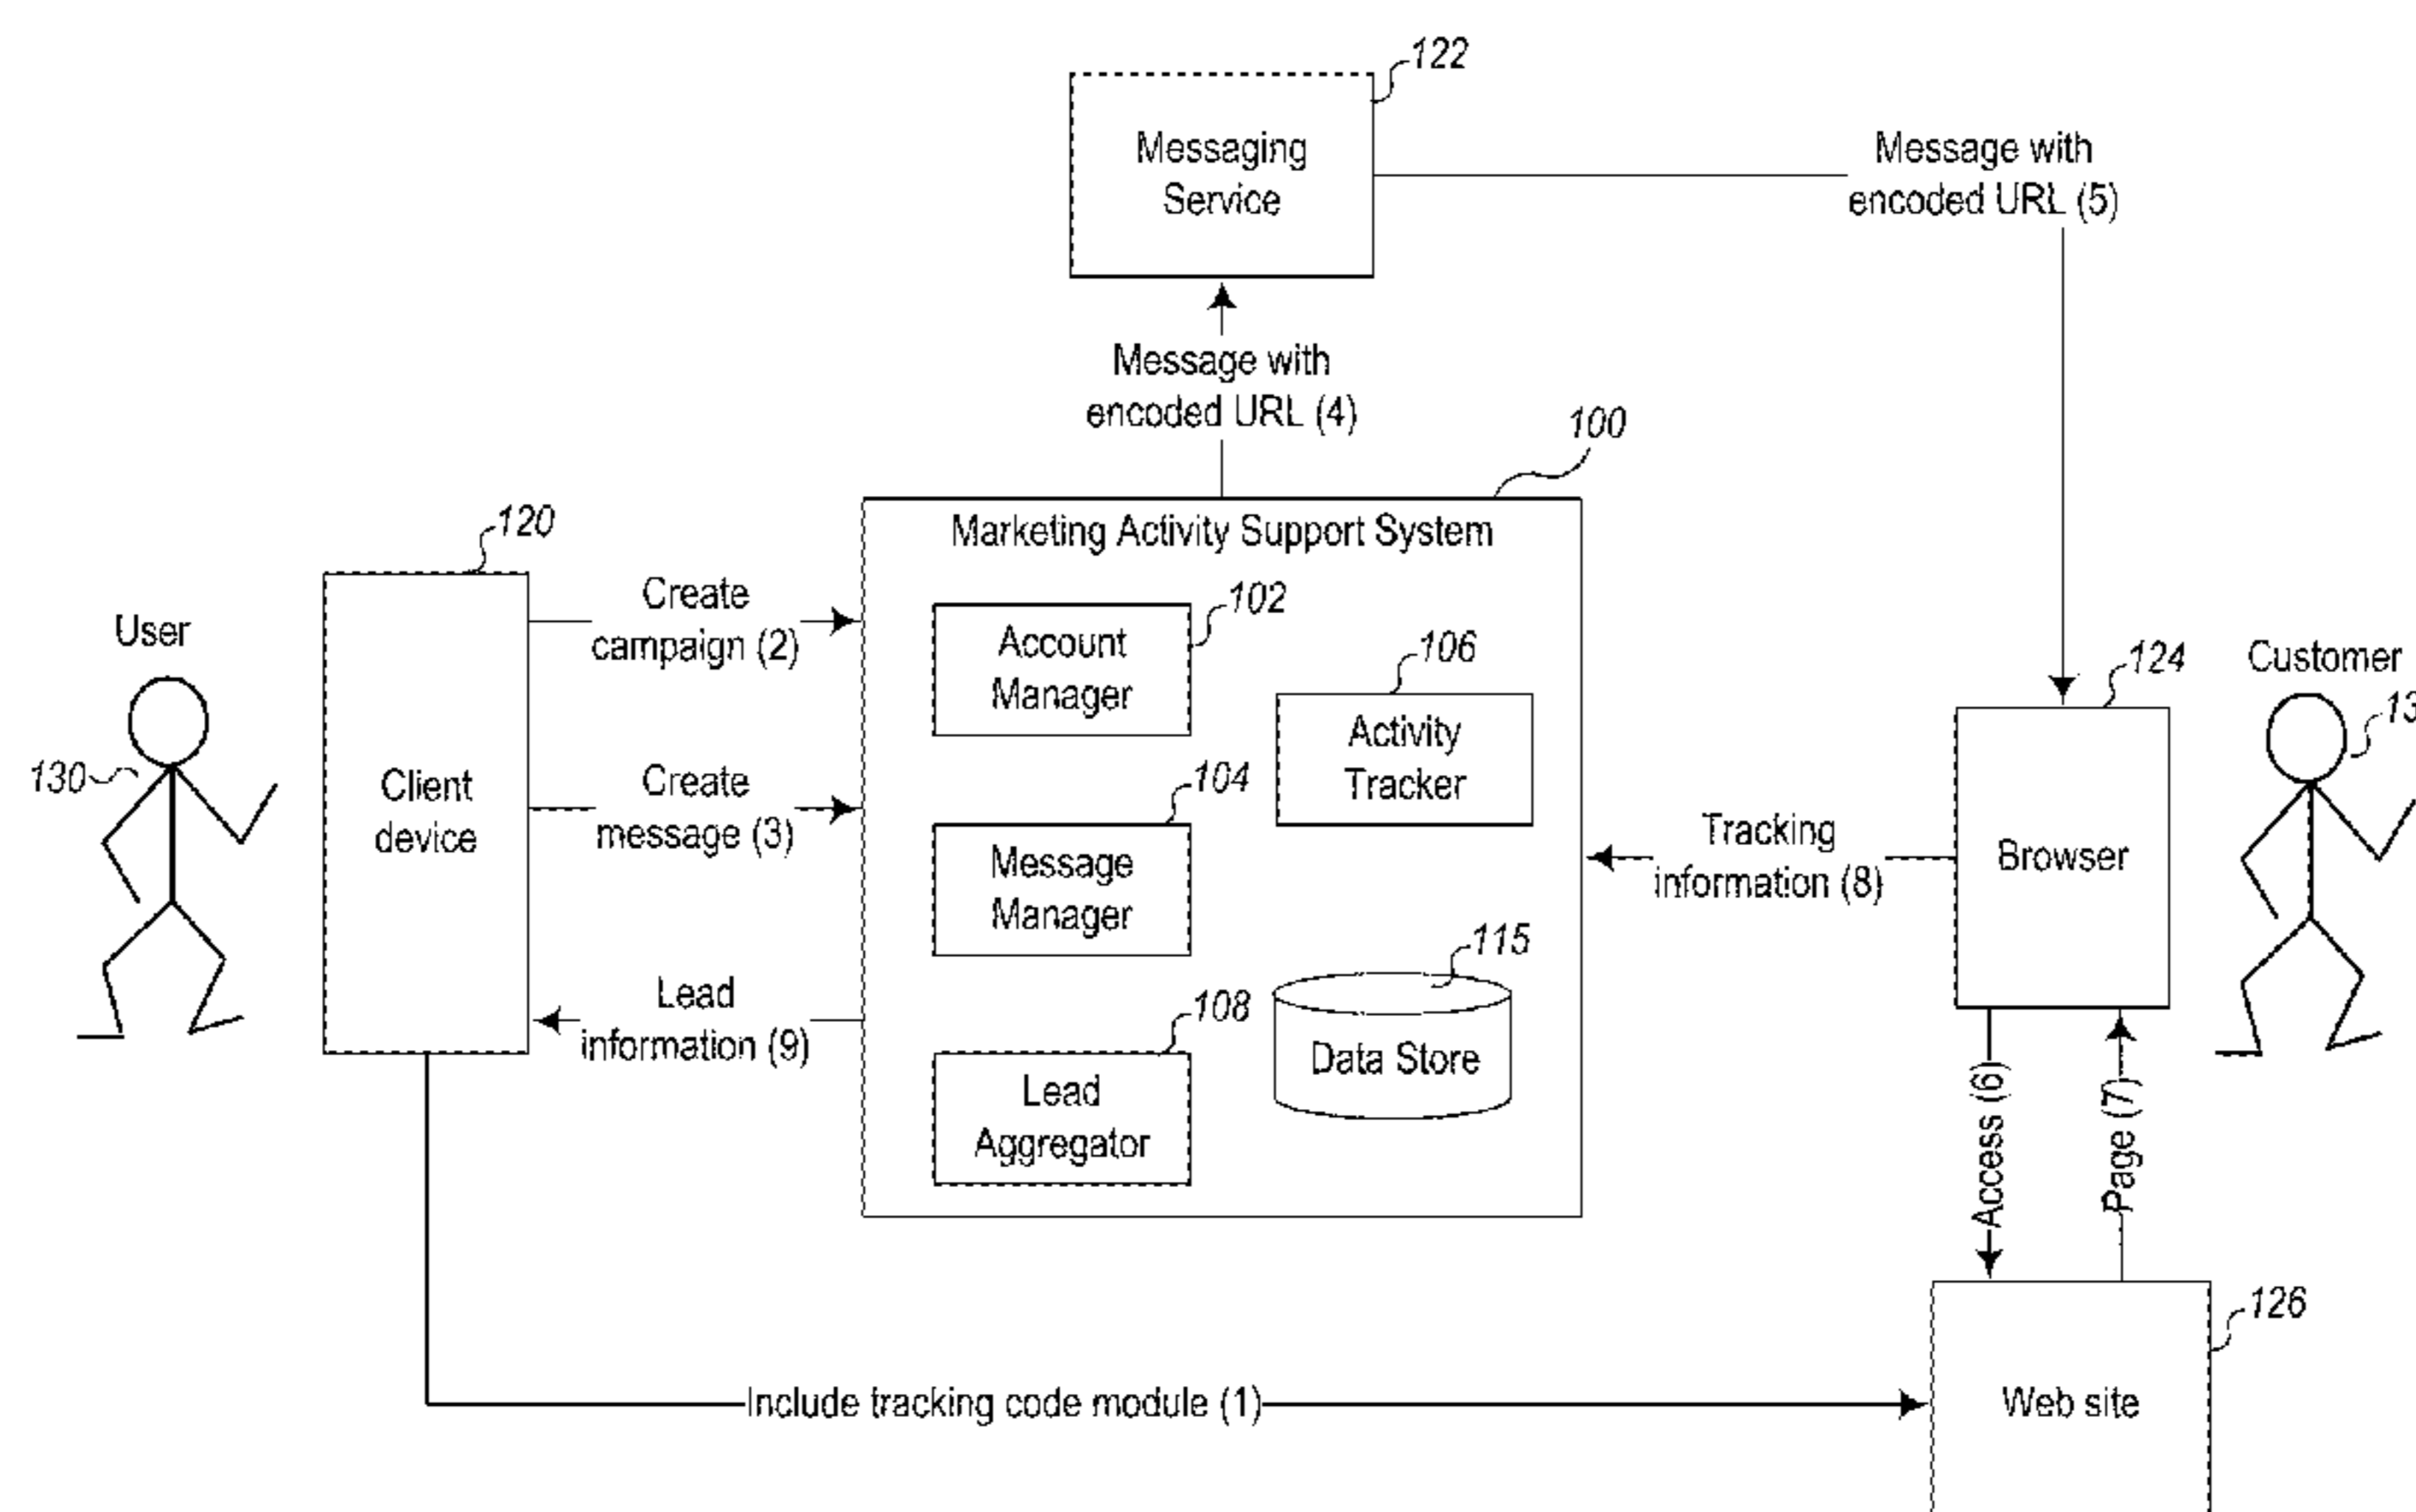 122
Messaging
Service
Message with
encoded URL (5)
Message with
encoded URL (4)
100
120
Marketing Activity Support System
Create
campaign (2)
102
User
Account
Manager
106
124
Customer
Activity
Tracker
130
Client
device
Create
message (3)
104
Message
Manager
Tracking
information (8)
Browser
115
Lead
information (9)
108
Data Store
Lead
Aggregator
Access (6)
Page (7)
126
Include tracking code module (1)
Web site